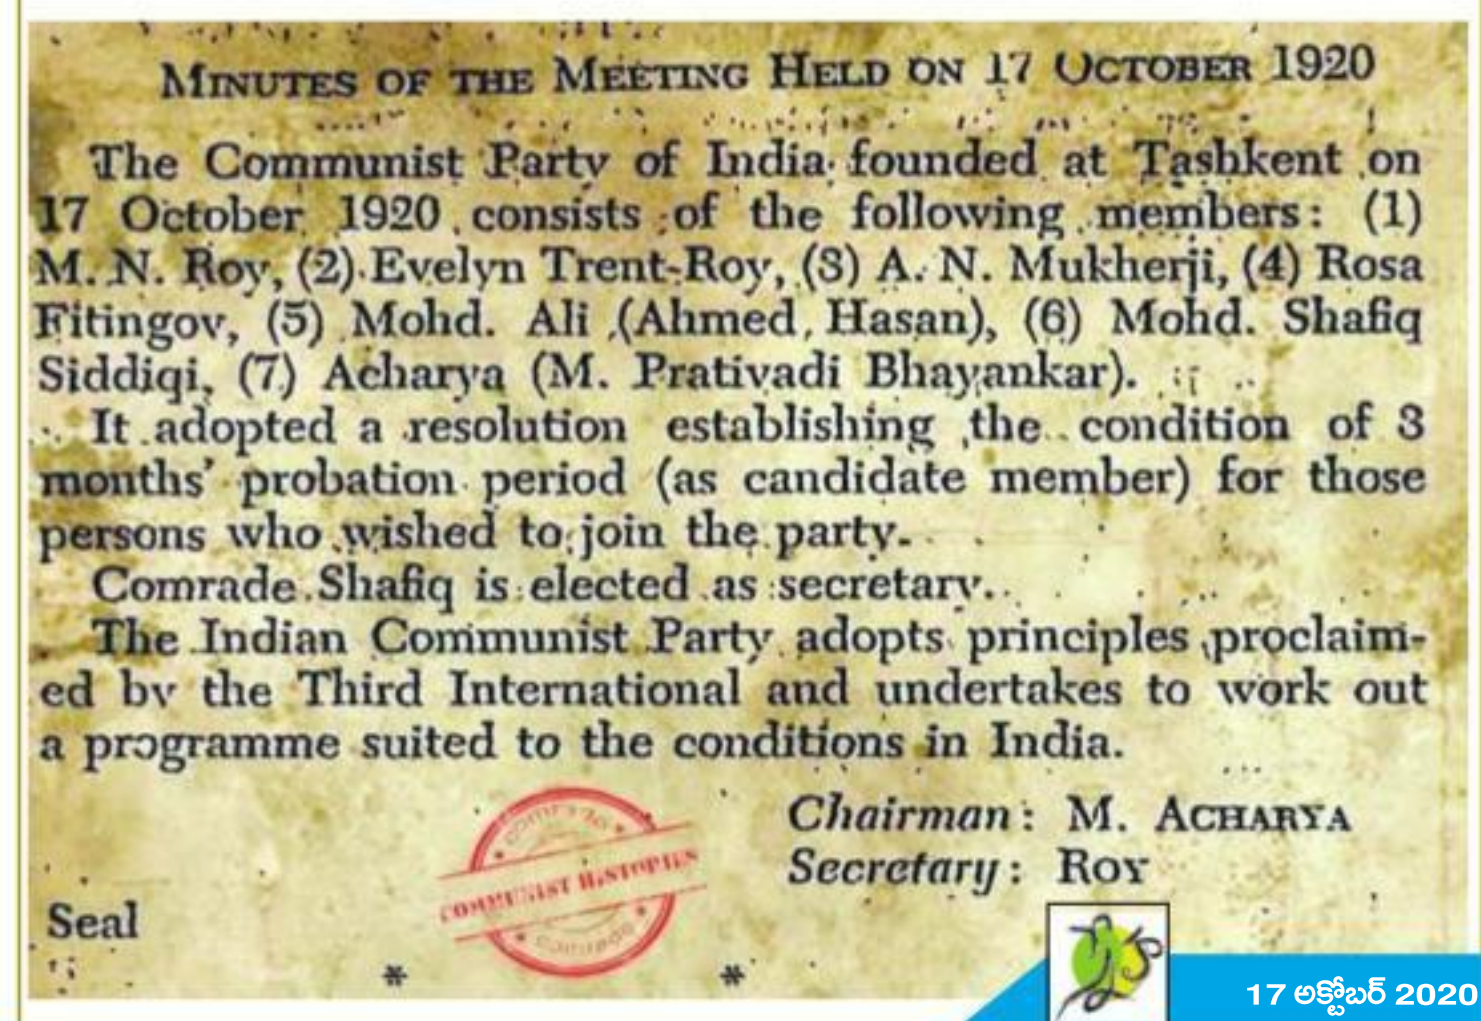 MINUTES OF THE MEETING HELD ON 17 OCTOBER 1920
The Communist Party of India founded at Tashkent on
17 October 1920 consists of the following members: (1)
M. N. Roy, (2) Evelyn Trent-Roy, (3) A. N. Mukherji, (4) Rosa
Fitingov, (5) Mohd. Ali (Ahmed Hasan), (6) Mohd. Shafiq
Siddiqi, (7) Acharya (M. Prativadi Bhayankar).
It adopted a resolution establishing the condition of 3
months' probation period (as candidate member) for those
persons who wished to join the party.
Comrade Shafiq is elected as secretary.
The Indian Communist Party adopts principles proclaim-
ed by the Third International and undertakes to work out
a programme suited to the conditions in India.
Chairman: M. ACHARYA
Secretary: ROY
COMMUNIST HISTORIES
Seal
* *
17 అక్టోబర్ 2020